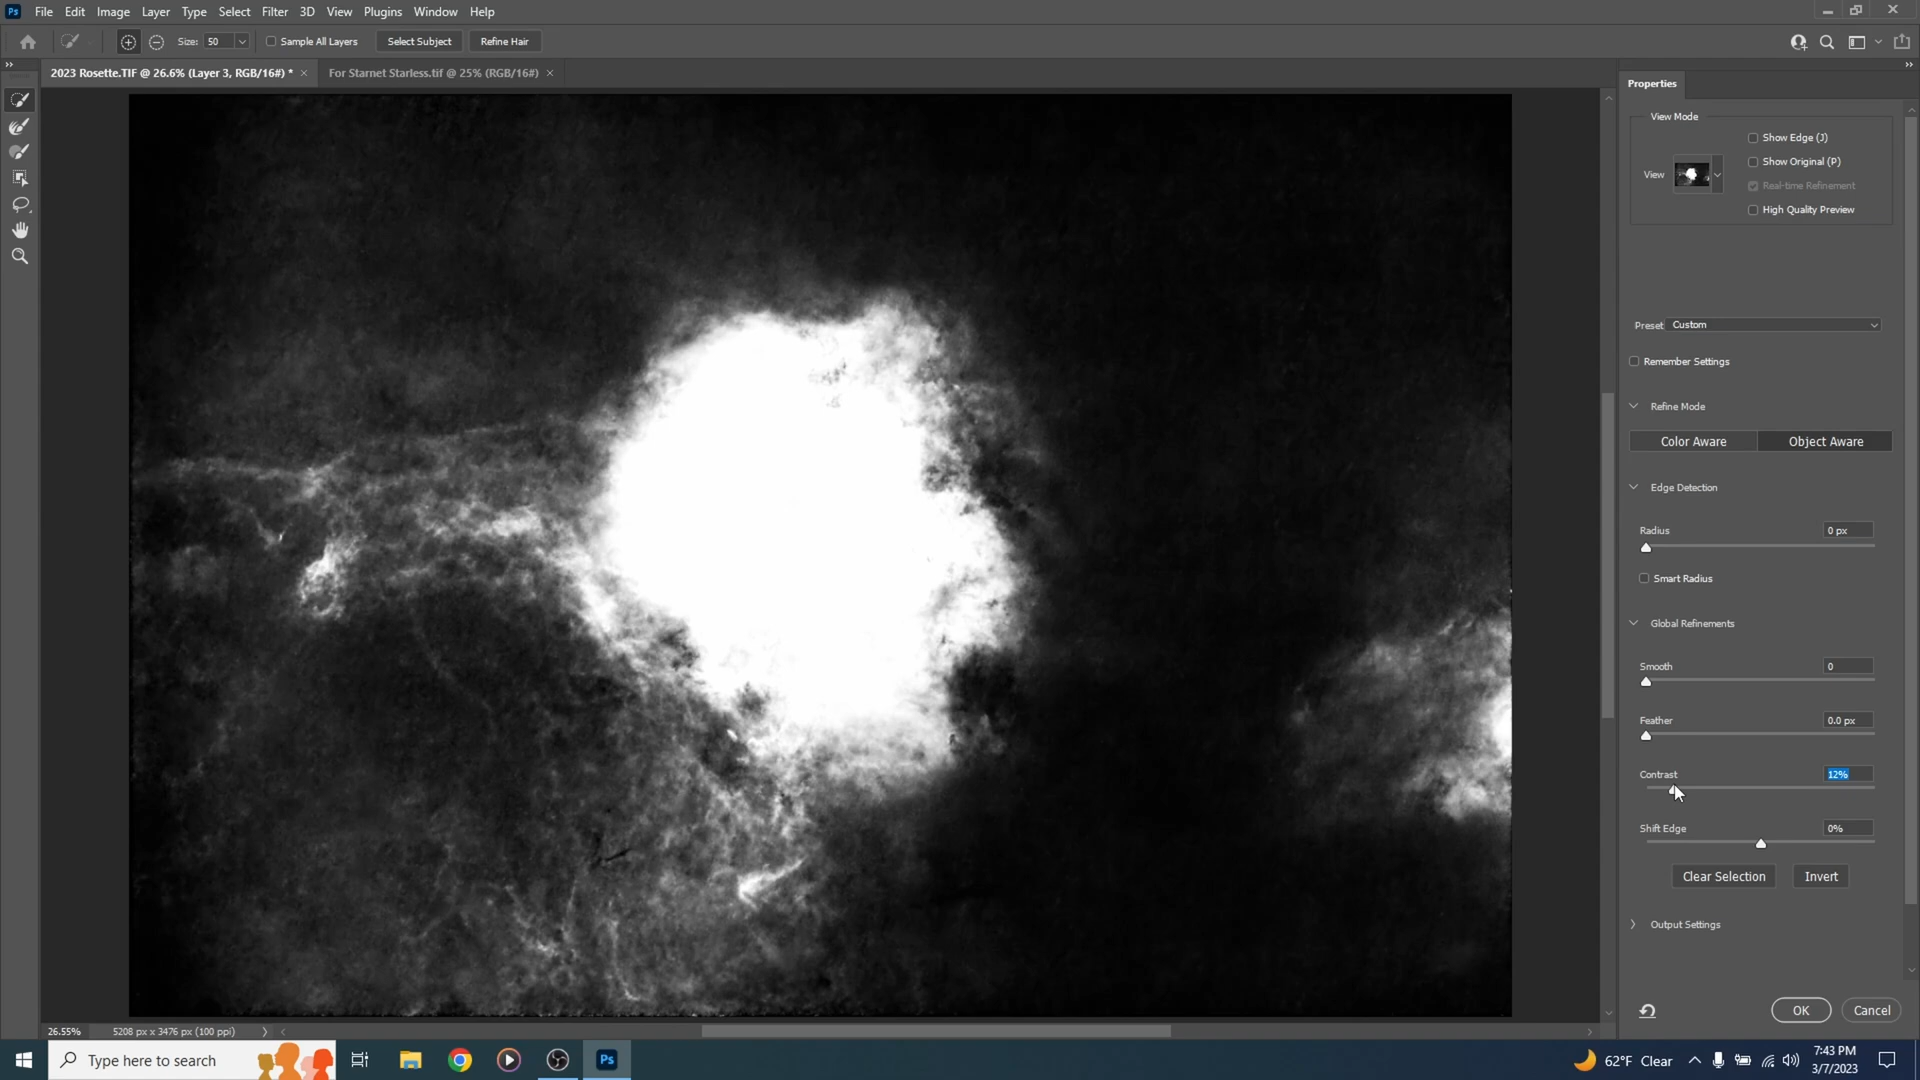 Ps File Edit Image Layer Type Select Filter 3D View Plugins Window Help
Size: 50 Sample All Layers Select Subject Refine Hair
2023 Rosette.TIF @ 26.6% (Layer 3, RGB/16#) * × For Starnet Starless.tif @ 25% (RGB/16#) ×
Properties
View Mode
Show Edge (J)
Show Original (P)
View
Real-time Refinement
High Quality Preview
Preset Custom
Remember Settings
Refine Mode
Color Aware Object Aware
Edge Detection
Radius 0 px
Smart Radius
Global Refinements
Smooth 0
Feather 0.0 px
Contrast 12%
Shift Edge 0%
Clear Selection Invert
Output Settings
OK Cancel
26.55% 5208 px x 3476 px (100 ppi)
Type here to search
Ps
62°F Clear
7:43 PM
3/7/2023